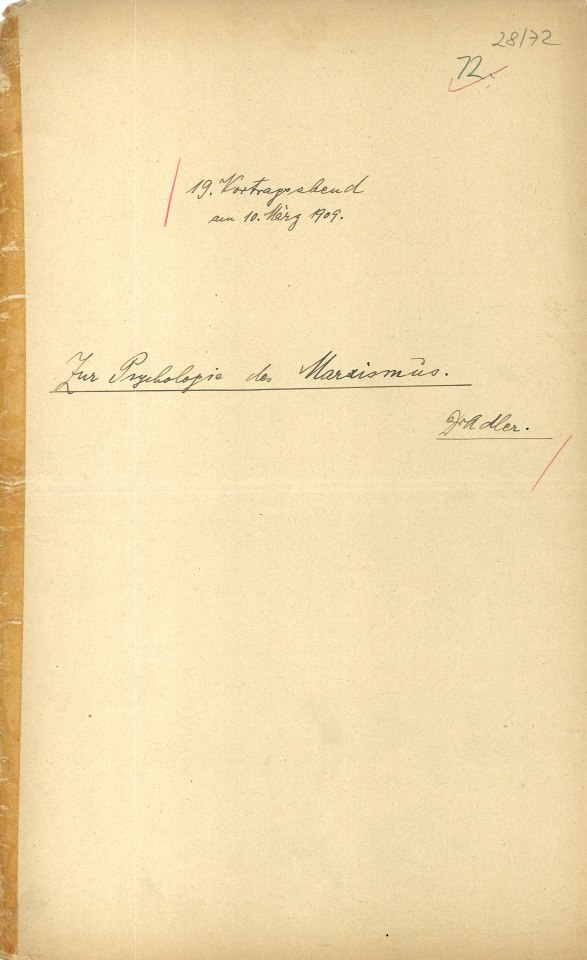 28/72
72.
19. Vortragsabend
am 10. März 1909.
Zur Psychologie des Marxismus.
Dr Adler.